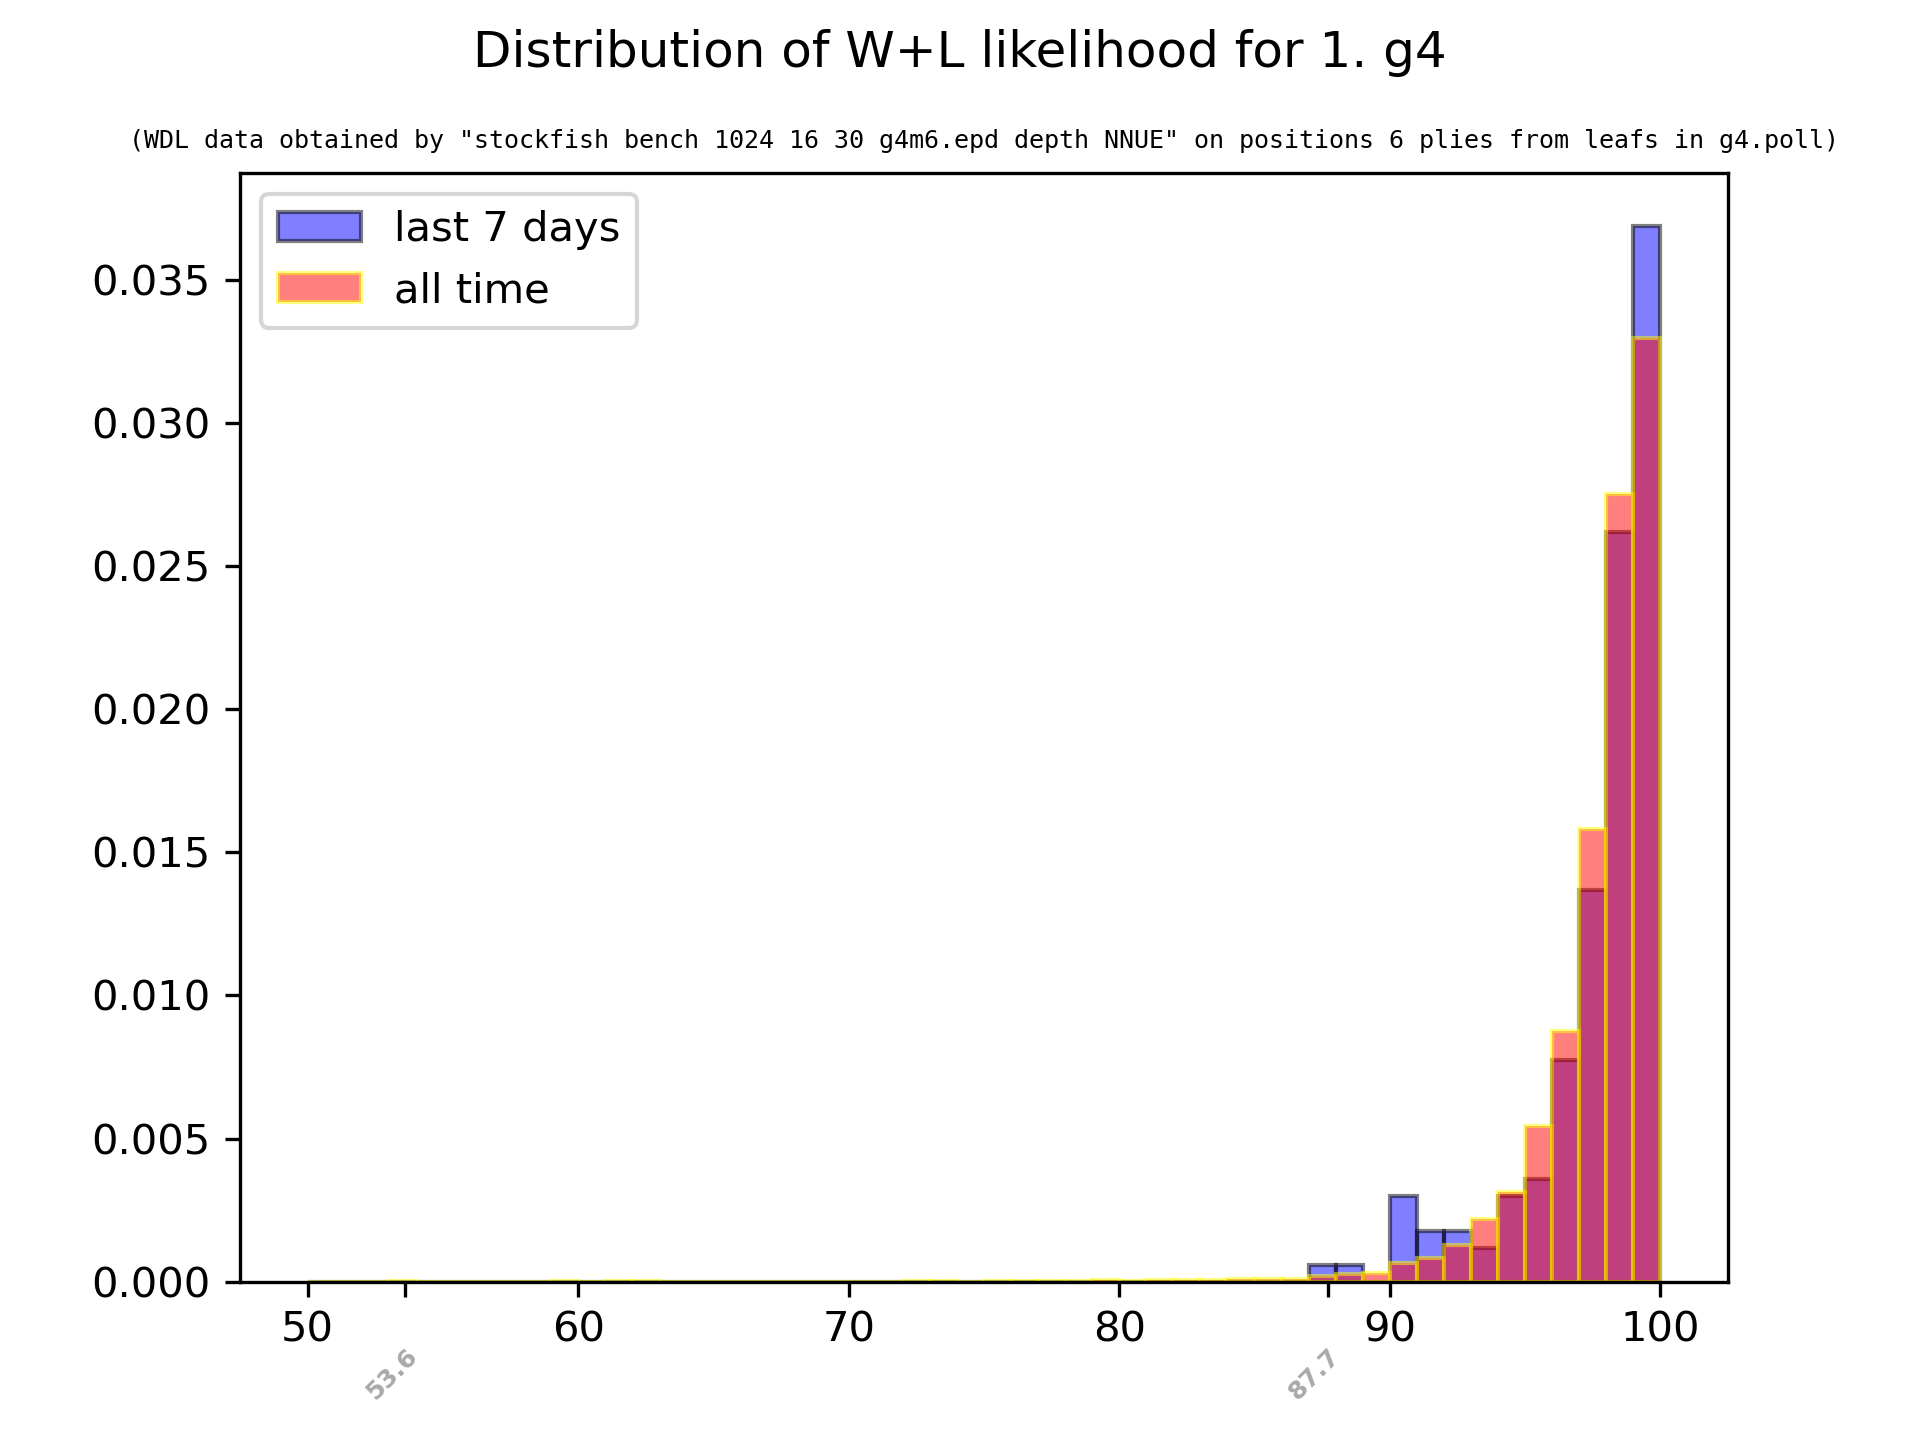 Distribution of W+L likelihood for 1. g4
(WDL data obtained by "stockfish bench 1024 16 30 g4m6.epd depth NNUE" on positions 6 plies from leafs in g4.poll)
last 7 days
all time
0.035
0.030
0.025
0.020
0.015
0.010
0.005
0.000
50 60 70 80 90 100
53.6 87.7